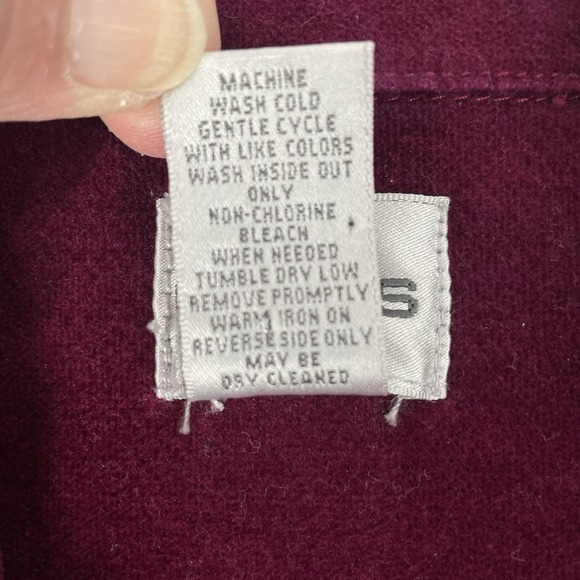 MACHINE
WASH COLD
GENTLE CYCLE
WITH LIKE COLORS
WASH INSIDE OUT
ONLY
NON-CHLORINE
BLEACH
WHEN NEEDED
TUMBLE DRY LOW
REMOVE PROMPTLY
WARM IRON ON
REVERSE SIDE ONLY
MAY BE
DRY CLEANED
S